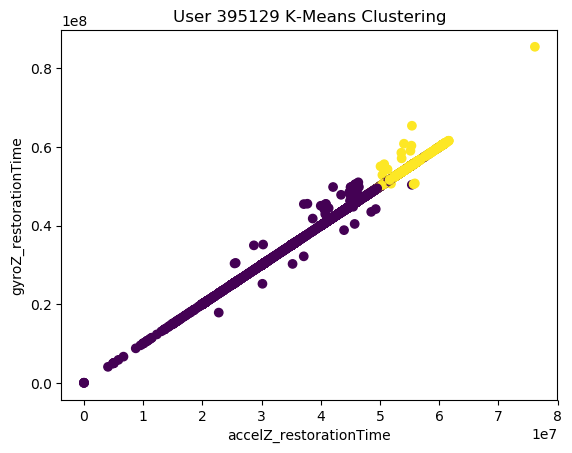 User 395129 K-Means Clustering
1e8
0.8
0.6
0.4
0.2
0.0
gyroZ_restorationTime
0 1 2 3 4 5 6 7 8
accelZ_restorationTime
1e7